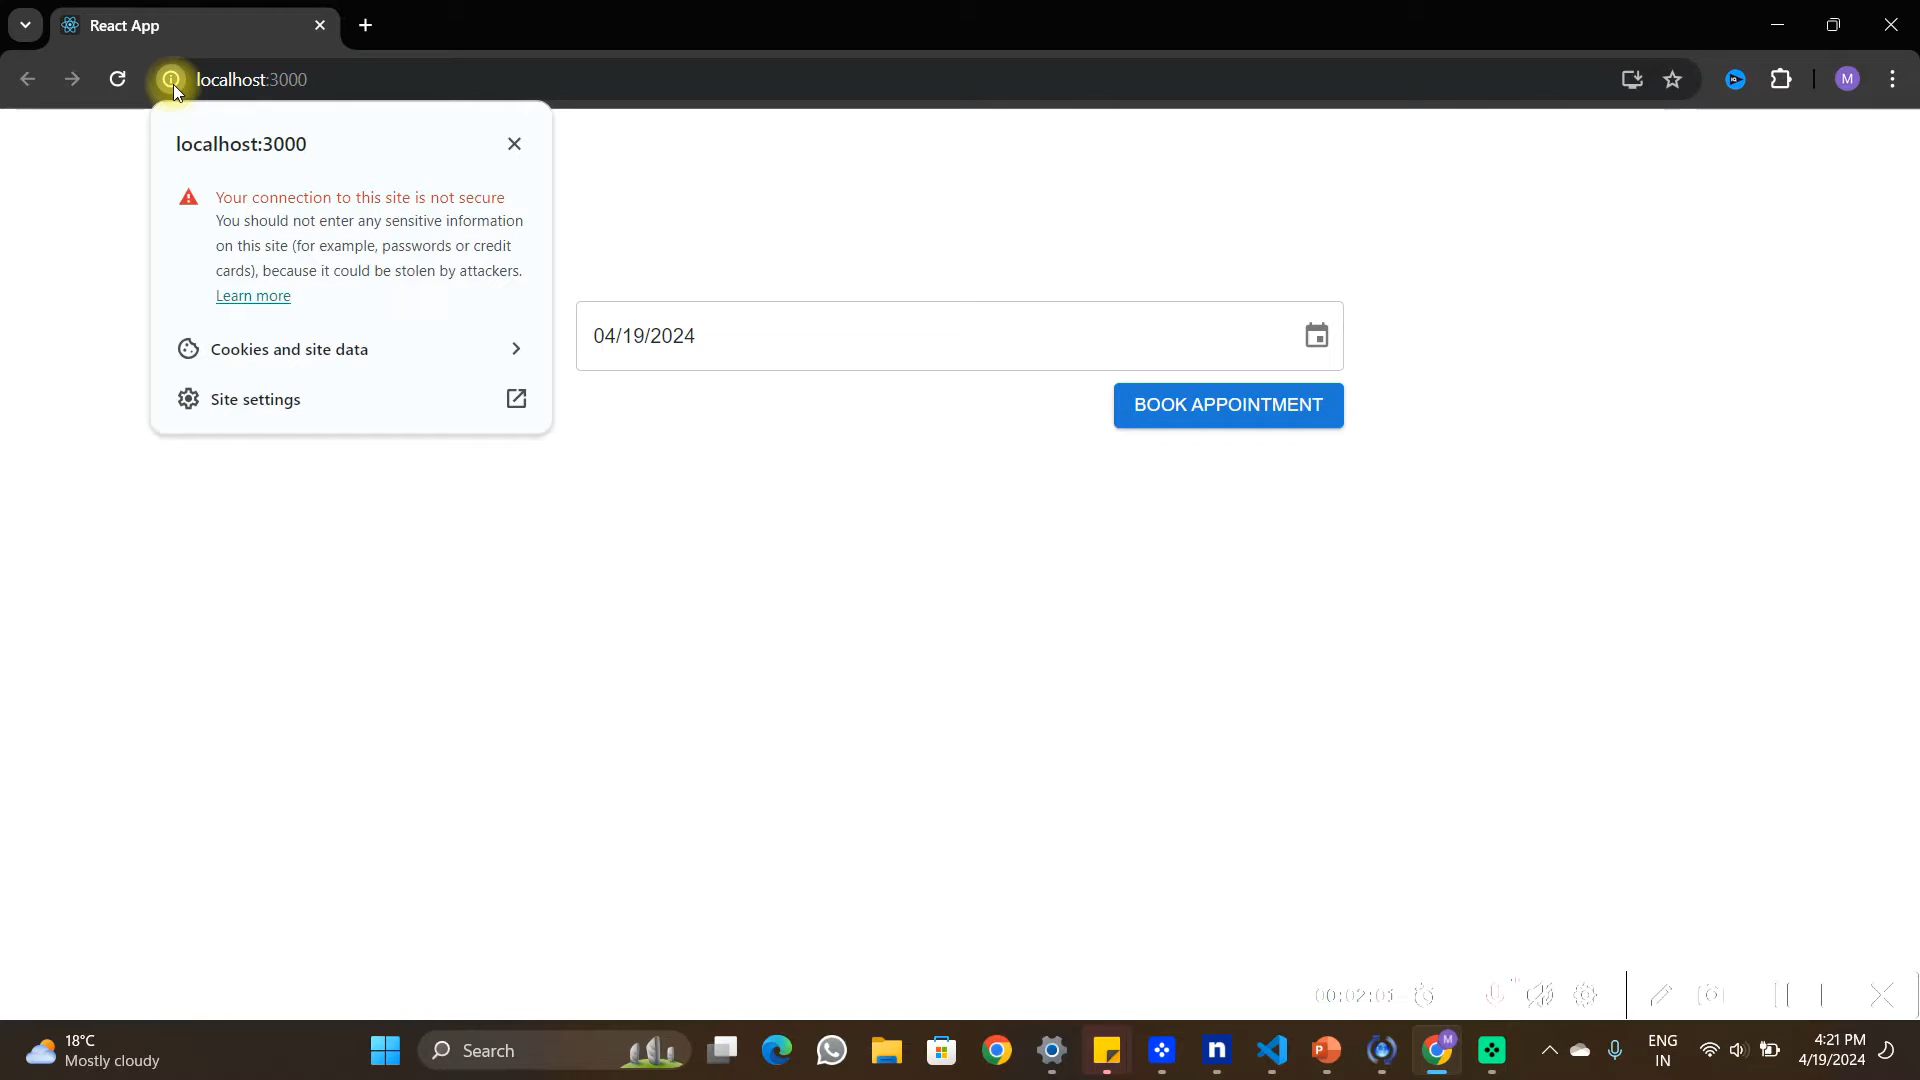 React App
localhost:3000
M
localhost:3000
Your connection to this site is not secure
You should not enter any sensitive information
on this site (for example, passwords or credit
cards), because it could be stolen by attackers.
Learn more
Cookies and site data
Site settings
04/19/2024
BOOK APPOINTMENT
00:02:01
18°C
Mostly cloudy
Search
n
P
M
ENG
IN
4:21 PM
4/19/2024